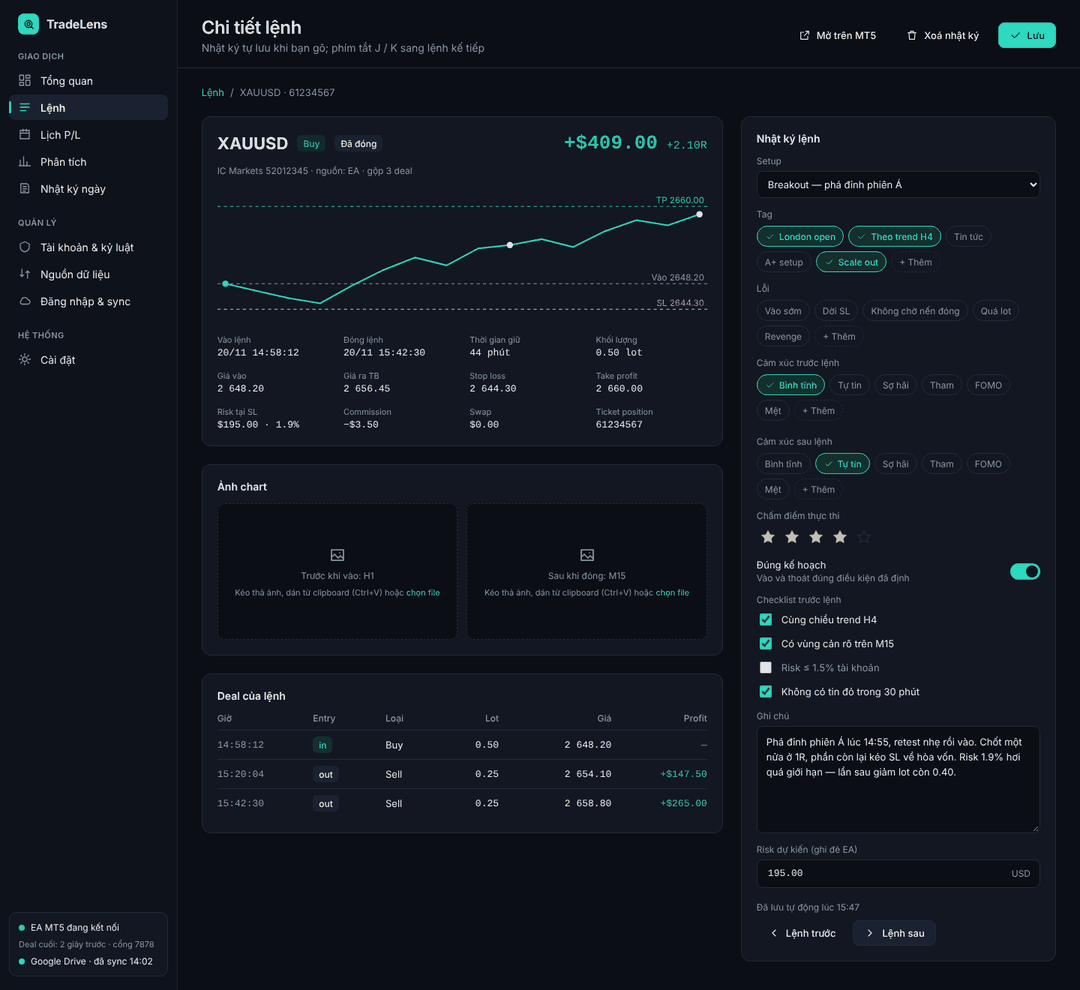 TradeLens
GIAO DỊCH
Tổng quan
Lệnh
Lịch P/L
Phân tích
Nhật ký ngày
QUẢN LÝ
Tài khoản & kỷ luật
Nguồn dữ liệu
Đăng nhập & sync
HỆ THỐNG
Cài đặt
EA MT5 đang kết nối
Deal cuối: 2 giây trước · cổng 7878
Google Drive · đã sync 14:02
Chi tiết lệnh
Nhật ký tự lưu khi bạn gõ; phím tắt J / K sang lệnh kế tiếp
Mở trên MT5
Xoá nhật ký
Lưu
Lệnh / XAUUSD · 61234567
XAUUSD Buy Đã đóng +$409.00 +2.10R
IC Markets 52012345 · nguồn: EA · gộp 3 deal
TP 2660.00
Vào 2648.20
SL 2644.30
Vào lệnh Đóng lệnh Thời gian giữ Khối lượng
20/11 14:58:12 20/11 15:42:30 44 phút 0.50 lot
Giá vào Giá ra TB Stop loss Take profit
2 648.20 2 656.45 2 644.30 2 660.00
Risk tại SL Commission Swap Ticket position
$195.00 · 1.9% −$3.50 $0.00 61234567
Ảnh chart
Trước khi vào: H1
Kéo thả ảnh, dán từ clipboard (Ctrl+V) hoặc chọn file
Sau khi đóng: M15
Kéo thả ảnh, dán từ clipboard (Ctrl+V) hoặc chọn file
Deal của lệnh
Giờ Entry Loại Lot Giá Profit
14:58:12 in Buy 0.50 2 648.20 —
15:20:04 out Sell 0.25 2 654.10 +$147.50
15:42:30 out Sell 0.25 2 658.80 +$265.00
Nhật ký lệnh
Setup
Breakout — phá đỉnh phiên Á
Tag
London open Theo trend H4 Tin tức
A+ setup Scale out + Thêm
Lỗi
Vào sớm Dời SL Không chờ nến đóng Quá lot
Revenge + Thêm
Cảm xúc trước lệnh
Bình tĩnh Tự tin Sợ hãi Tham FOMO
Mệt + Thêm
Cảm xúc sau lệnh
Bình tĩnh Tự tin Sợ hãi Tham FOMO
Mệt + Thêm
Chấm điểm thực thi
Đúng kế hoạch
Vào và thoát đúng điều kiện đã định
Checklist trước lệnh
Cùng chiều trend H4
Có vùng cản rõ trên M15
Risk ≤ 1.5% tài khoản
Không có tin đỏ trong 30 phút
Ghi chú
Phá đỉnh phiên Á lúc 14:55, retest nhẹ rồi vào. Chốt một
nửa ở 1R, phần còn lại kéo SL về hòa vốn. Risk 1.9% hơi
quá giới hạn — lần sau giảm lot còn 0.40.
Risk dự kiến (ghi đè EA)
195.00 USD
Đã lưu tự động lúc 15:47
Lệnh trước
Lệnh sau